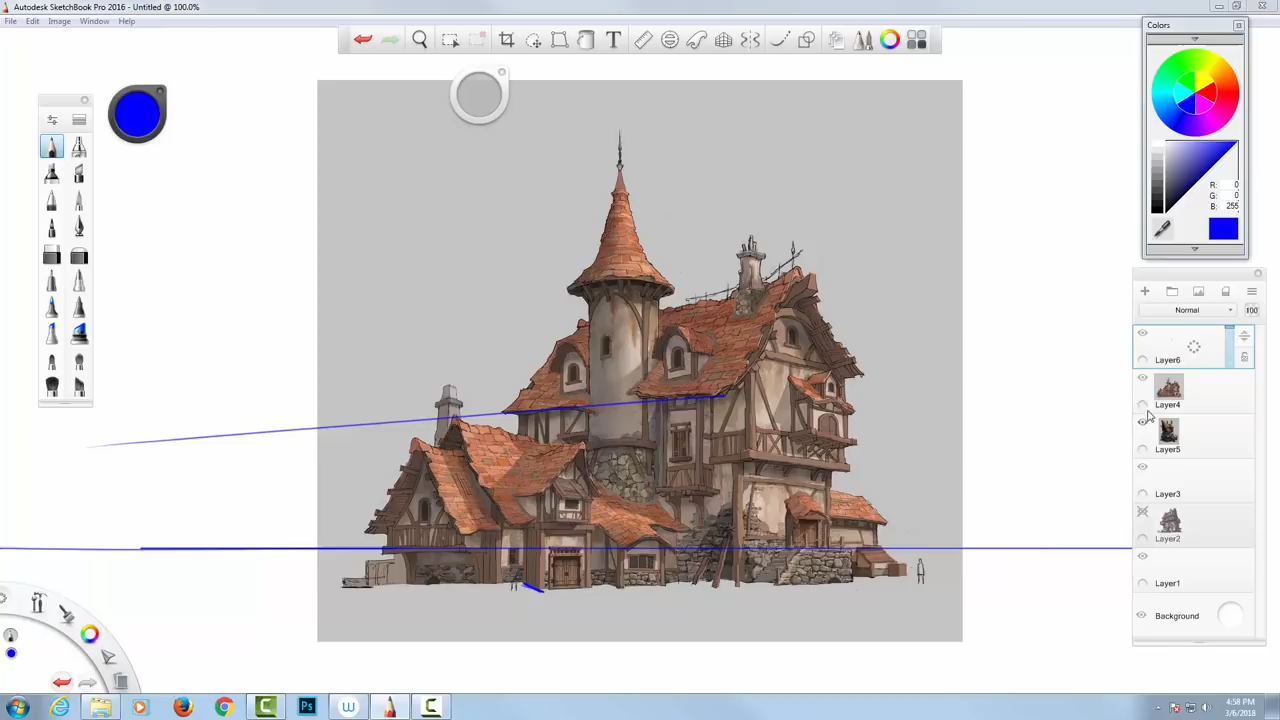 Autodesk SketchBook Pro 2016 - Untitled @ 100.0%
File Edit Image Window Help
Colors
R: 0
G: 0
B: 255
Normal 100
Layer6
Layer4
Layer5
Layer3
Layer2
Layer1
Background
4:58 PM
3/6/2018